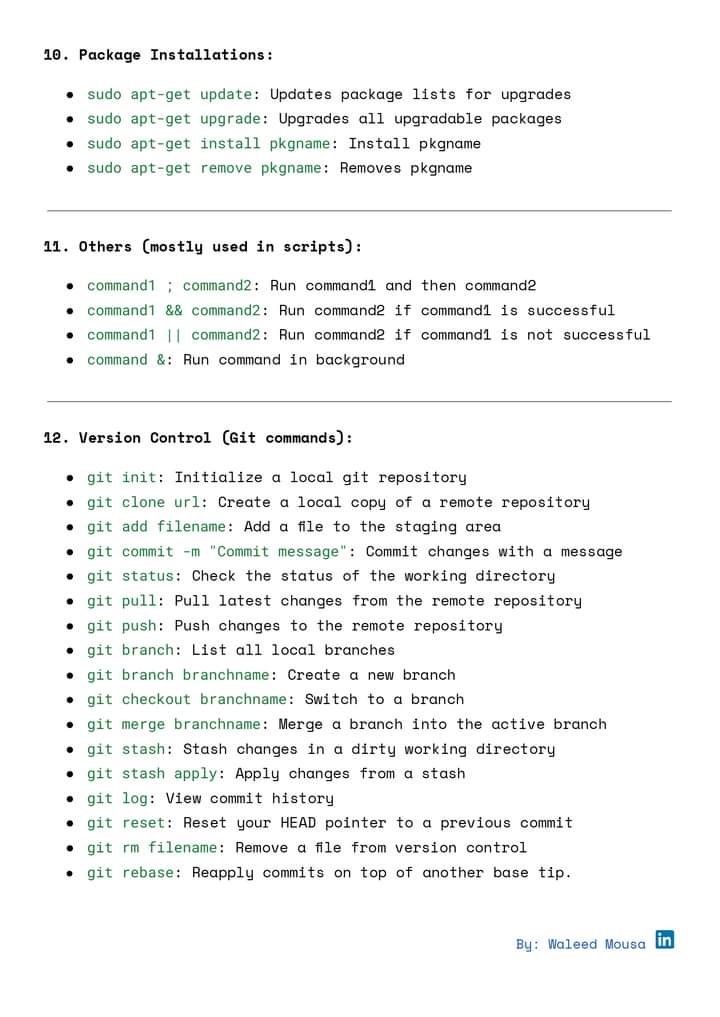 10. Package Installations:
● sudo apt-get update: Updates package lists for upgrades
● sudo apt-get upgrade: Upgrades all upgradable packages
● sudo apt-get install pkgname: Install pkgname
● sudo apt-get remove pkgname: Removes pkgname
11. Others (mostly used in scripts):
● command1 ; command2: Run command1 and then command2
● command1 && command2: Run command2 if command1 is successful
● command1 || command2: Run command2 if command1 is not successful
● command &: Run command in background
12. Version Control (Git commands):
● git init: Initialize a local git repository
● git clone url: Create a local copy of a remote repository
● git add filename: Add a file to the staging area
● git commit -m "Commit message": Commit changes with a message
● git status: Check the status of the working directory
● git pull: Pull latest changes from the remote repository
● git push: Push changes to the remote repository
● git branch: List all local branches
● git branch branchname: Create a new branch
● git checkout branchname: Switch to a branch
● git merge branchname: Merge a branch into the active branch
● git stash: Stash changes in a dirty working directory
● git stash apply: Apply changes from a stash
● git log: View commit history
● git reset: Reset your HEAD pointer to a previous commit
● git rm filename: Remove a file from version control
● git rebase: Reapply commits on top of another base tip.
By: Waleed Mousa in